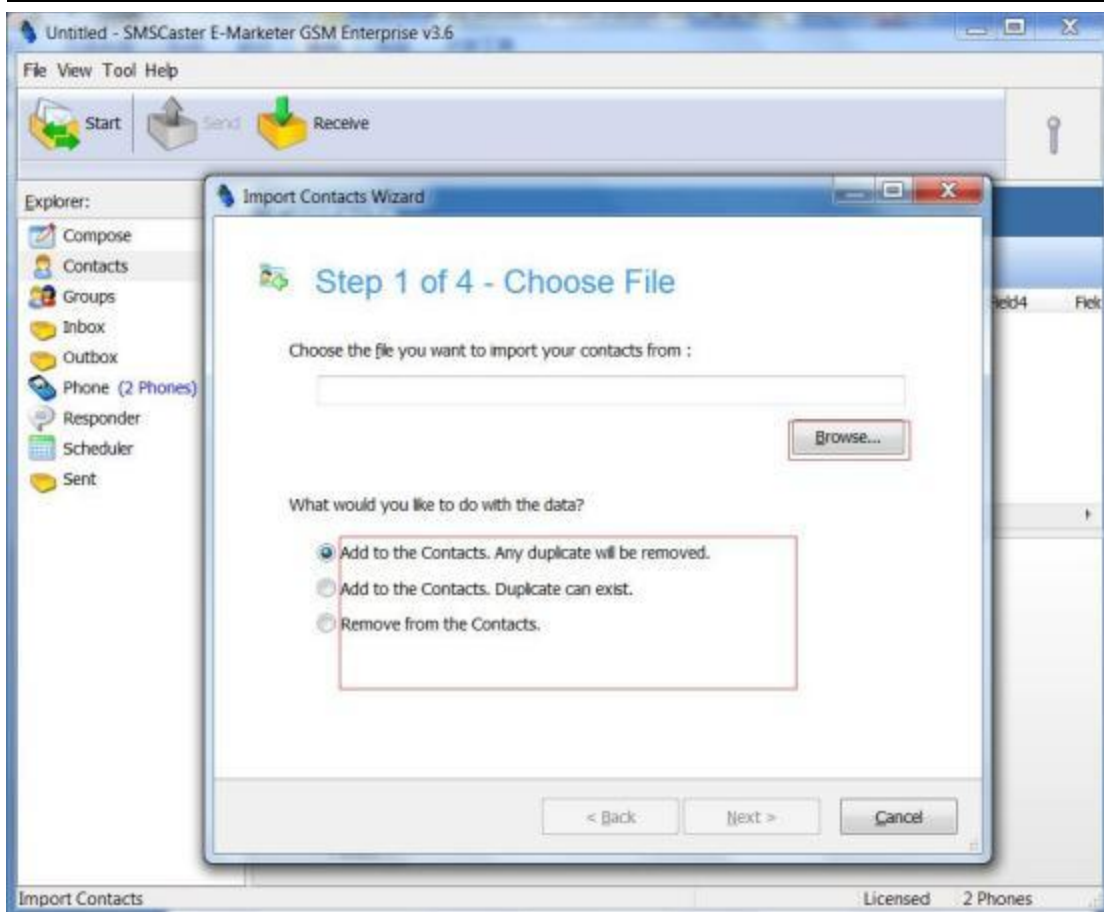 Untitled - SMSCaster E-Marketer GSM Enterprise v3.6
File View Tool Help
Start Send Receive
Explorer:
Compose
Contacts
Groups
Inbox
Outbox
Phone (2 Phones)
Responder
Scheduler
Sent
Import Contacts Wizard
Step 1 of 4 - Choose File
Choose the file you want to import your contacts from :
Browse...
What would you like to do with the data?
Add to the Contacts. Any duplicate will be removed.
Add to the Contacts. Duplicate can exist.
Remove from the Contacts.
< Back Next > Cancel
Import Contacts Licensed 2 Phones